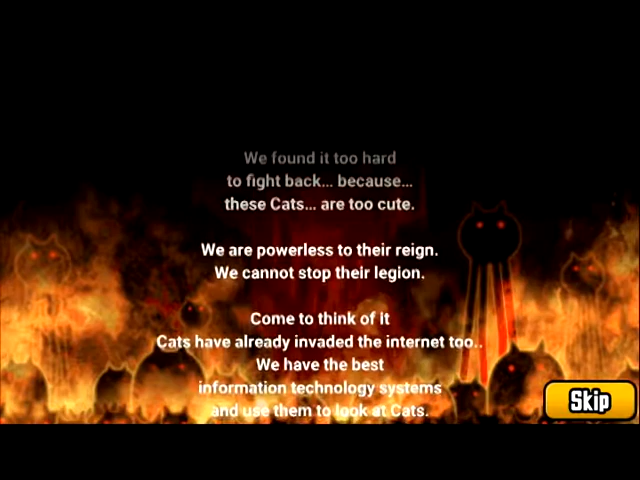 We found it too hard
to fight back... because...
these Cats... are too cute.
We are powerless to their reign.
We cannot stop their legion.
Come to think of it
Cats have already invaded the internet too..
We have the best
information technology systems
and use them to look at Cats.
Skip